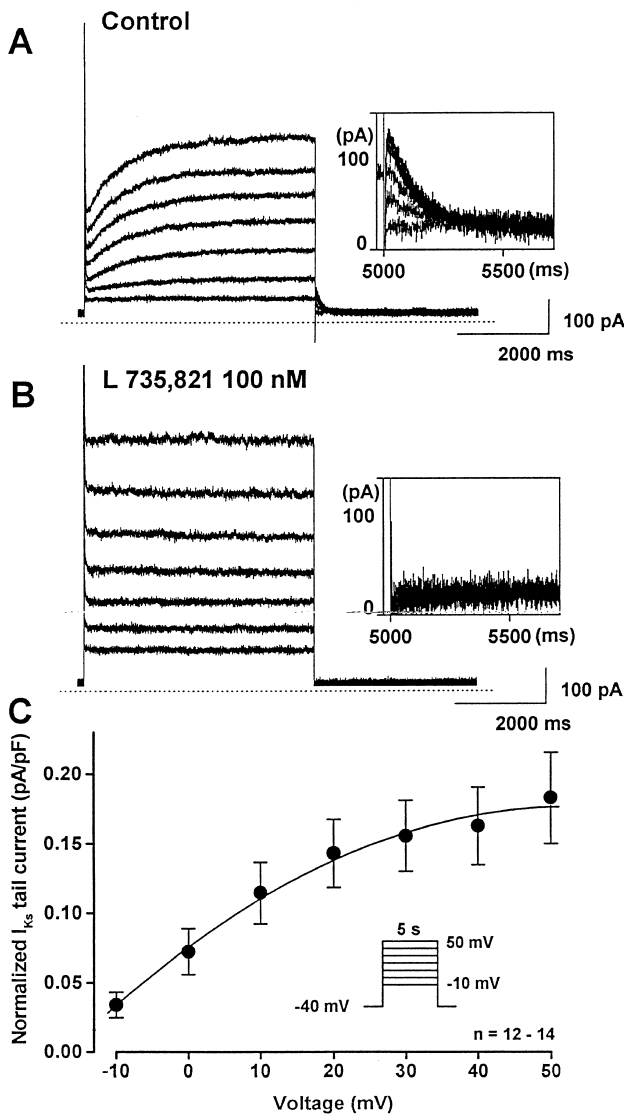 A
Control
(pA)
100
0
5000
5500 (ms)
100 pA
2000 ms
B
L 735,821 100 nM
(pA)
100
0
5000
5500 (ms)
100 pA
2000 ms
C
Normalized IKs tail current (pA/pF)
0.20
0.15
0.10
0.05
0.00
5 s
50 mV
-10 mV
-40 mV
n = 12 - 14
-10 0 10 20 30 40 50
Voltage (mV)